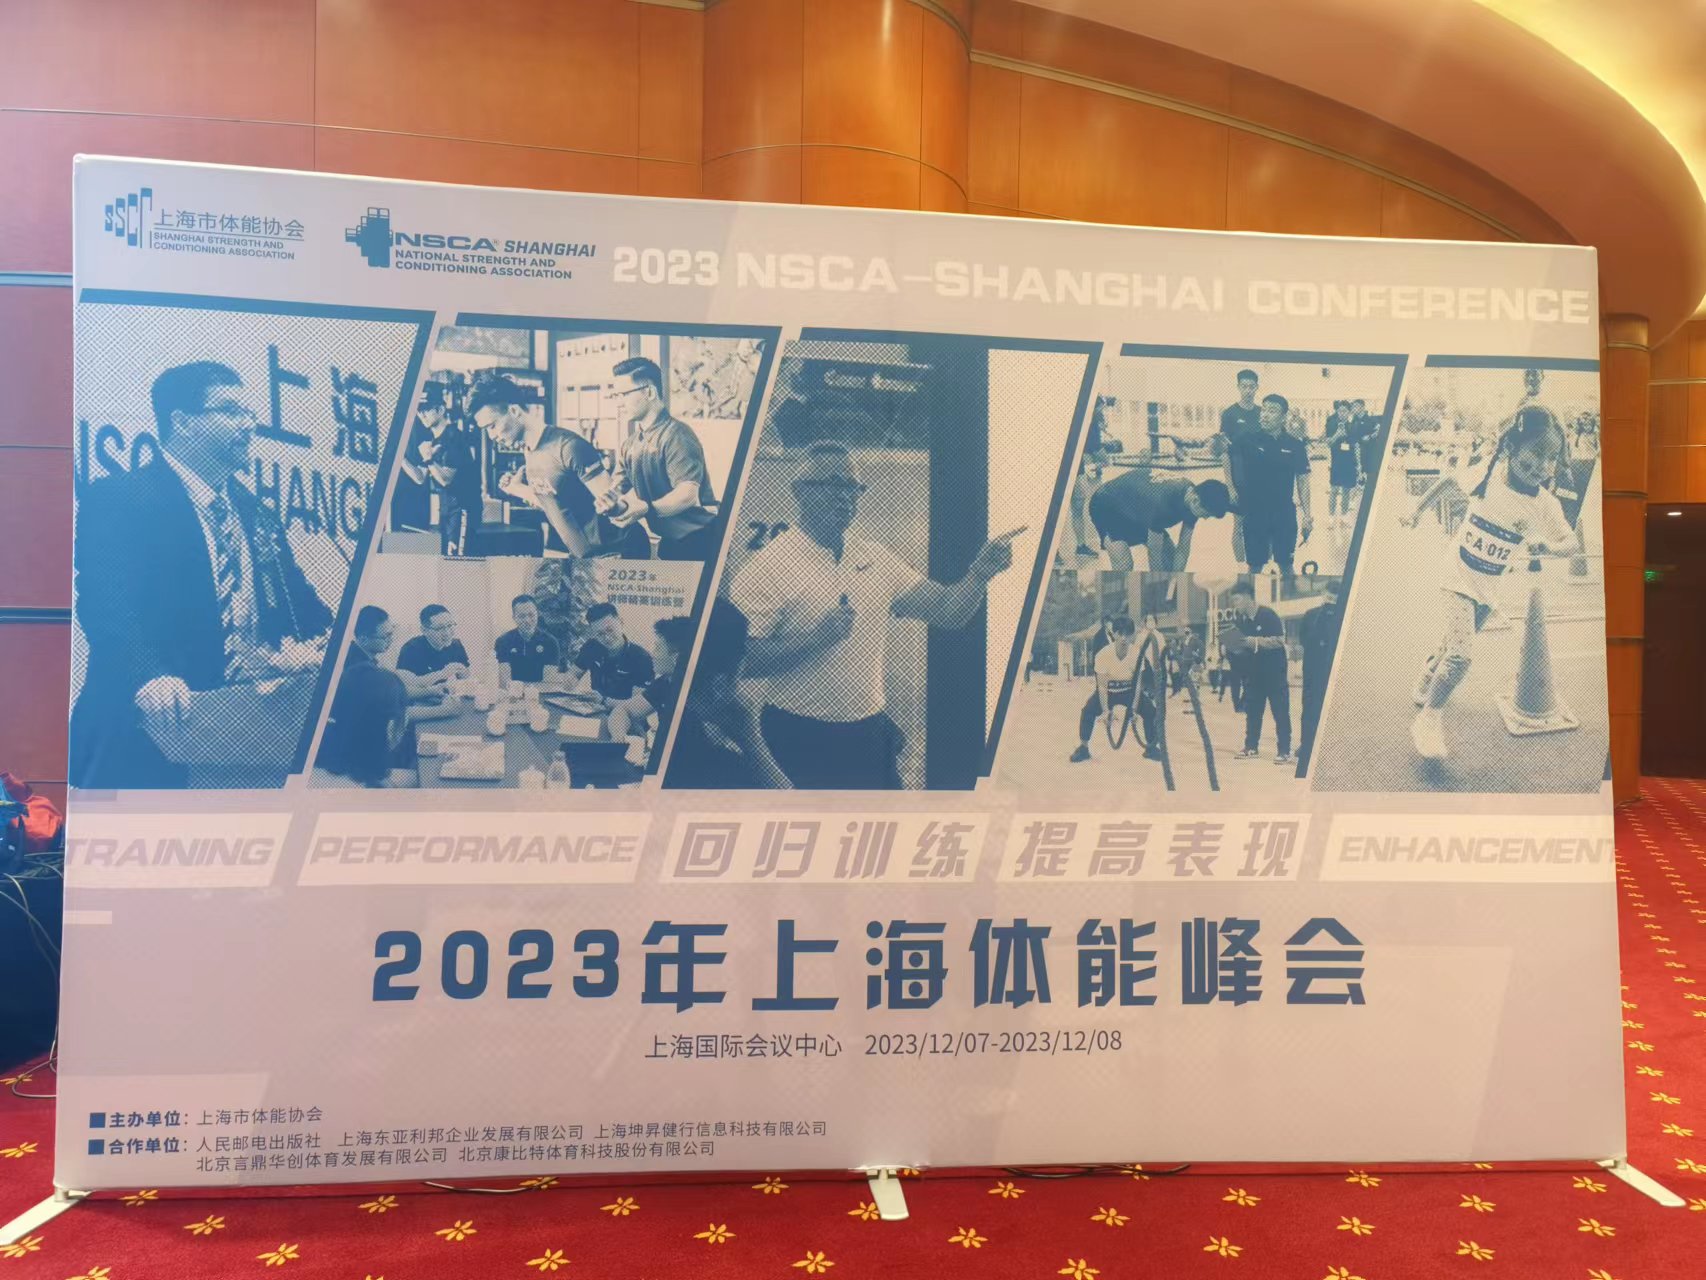 SSCA
上海市体能协会
SHANGHAI STRENGTH AND
CONDITIONING ASSOCIATION
NSCA® SHANGHAI
NATIONAL STRENGTH AND
CONDITIONING ASSOCIATION
2023 NSCA-SHANGHAI CONFERENCE
上海
SHANG
2023年
NSCA-Shanghai
20
CA012
TRAINING
PERFORMANCE
回归训练
提高表现
ENHANCEMENT
2023年上海体能峰会
上海国际会议中心 2023/12/07-2023/12/08
■主办单位：上海市体能协会
■合作单位：人民邮电出版社 上海东亚利邦企业发展有限公司 上海坤昇健行信息科技有限公司
北京言鼎华创体育发展有限公司 北京康比特体育科技股份有限公司